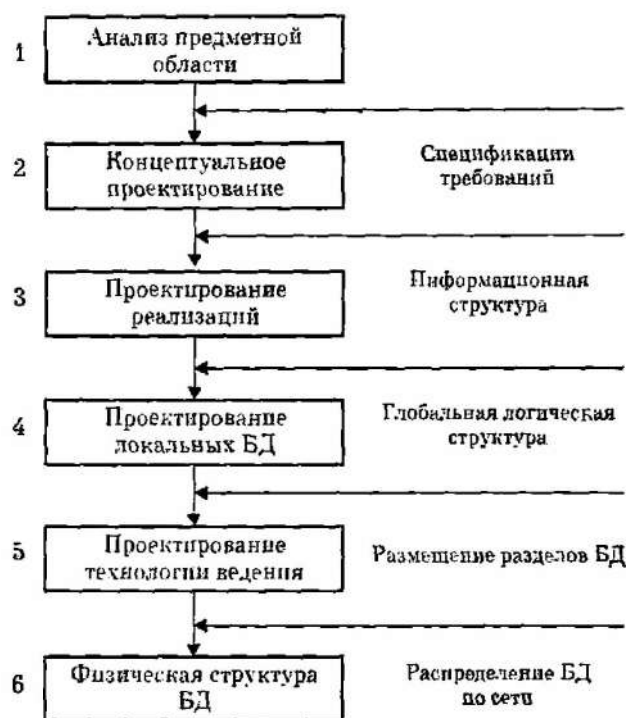 1
Анализ предметной
области
2
Концептуальное
проектирование
Спецификации
требований
3
Проектирование
реализаций
Информационная
структура
4
Проектирование
локальных БД
Глобальная логическая
структура
5
Проектирование
технологии ведения
Размещение разделов БД
6
Физическая структура
БД
Распределение БД
по сети